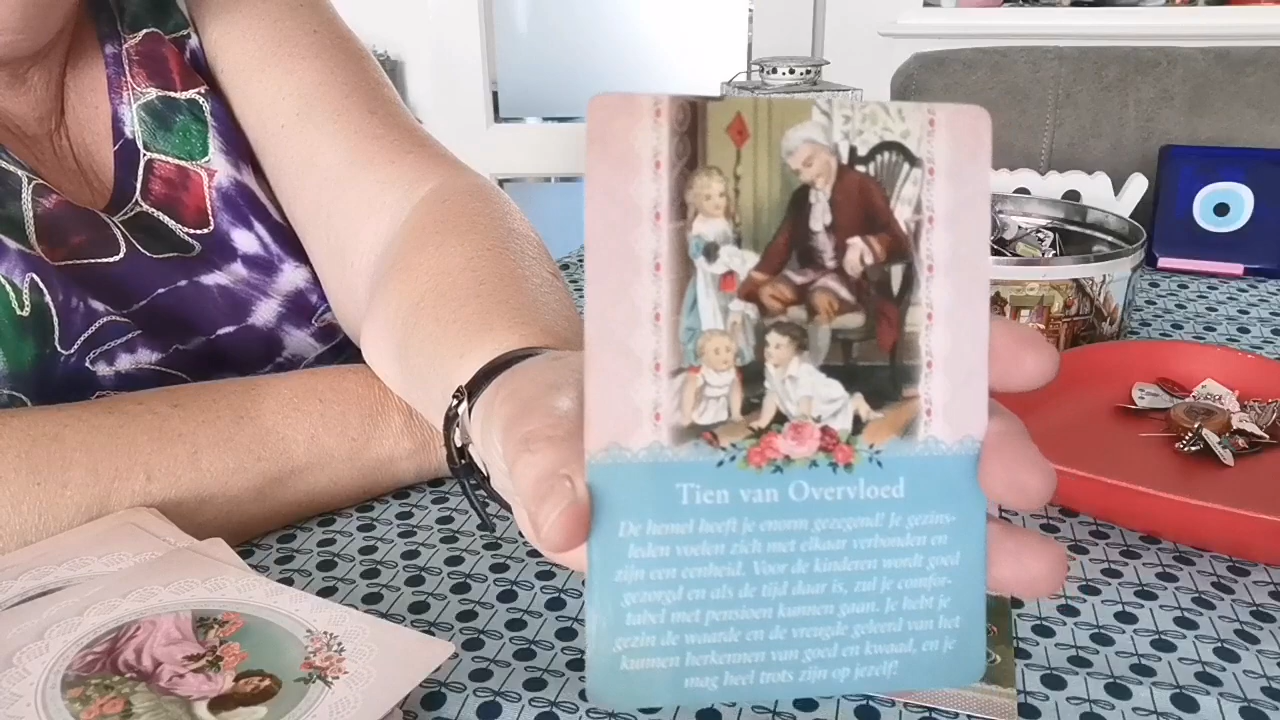 Tien van Overvloed
De hemel heeft je enorm gezegend! Je gezins-
leden voelen zich met elkaar verbonden en
zijn een eenheid. Voor de kinderen wordt goed
gezorgd en als de tijd daar is, zul je comfor-
tabel met pensioen kunnen gaan. Je hebt je
gezin de waarde en de vreugde geleerd van het
kunnen herkennen van goed en kwaad, en je
mag heel trots zijn op jezelf!